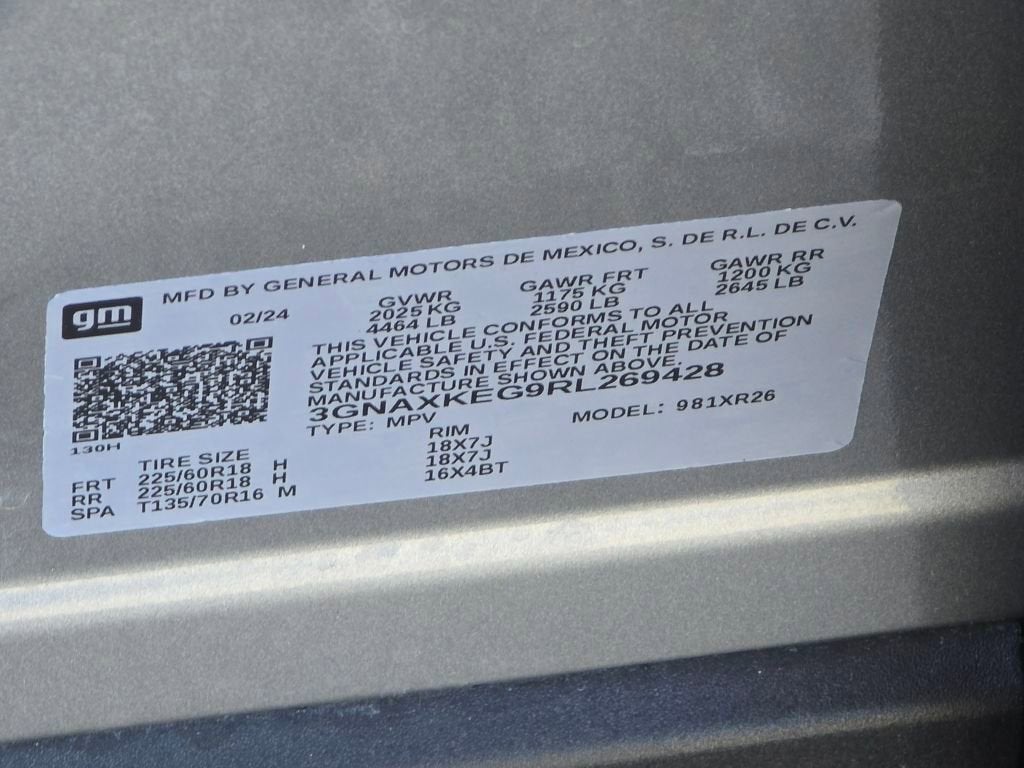 gm
MFD BY GENERAL MOTORS DE MEXICO, S. DE R.L. DE C.V.
02/24
GVWR GAWR FRT GAWR RR
2025 KG 1175 KG 1200 KG
4464 LB 2590 LB 2645 LB
THIS VEHICLE CONFORMS TO ALL
APPLICABLE U.S. FEDERAL MOTOR
VEHICLE SAFETY AND THEFT PREVENTION
STANDARDS IN EFFECT ON THE DATE OF
MANUFACTURE SHOWN ABOVE.
3GNAXKEG9RL269428
TYPE: MPV MODEL: 981XR26
130H
TIRE SIZE RIM
FRT 225/60R18 H 18X7J
RR 225/60R18 H 18X7J
SPA T135/70R16 M 16X4BT